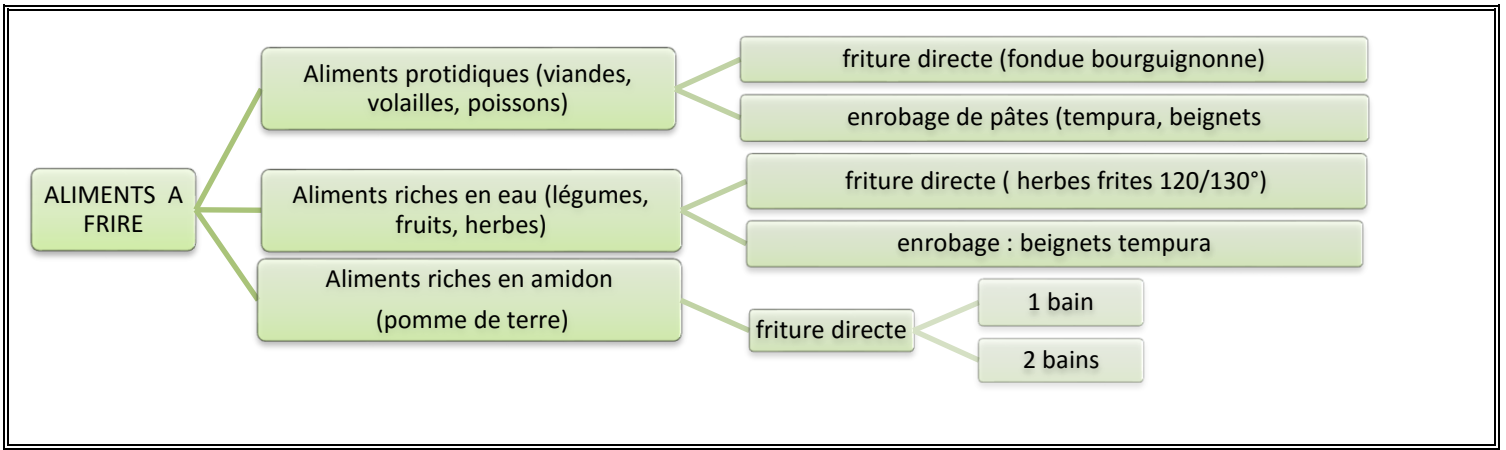 ALIMENTS A
FRIRE
Aliments protidiques (viandes,
volailles, poissons)
friture directe (fondue bourguignonne)
enrobage de pâtes (tempura, beignets
Aliments riches en eau (légumes,
fruits, herbes)
friture directe ( herbes frites 120/130°)
enrobage : beignets tempura
Aliments riches en amidon
(pomme de terre)
friture directe
1 bain
2 bains